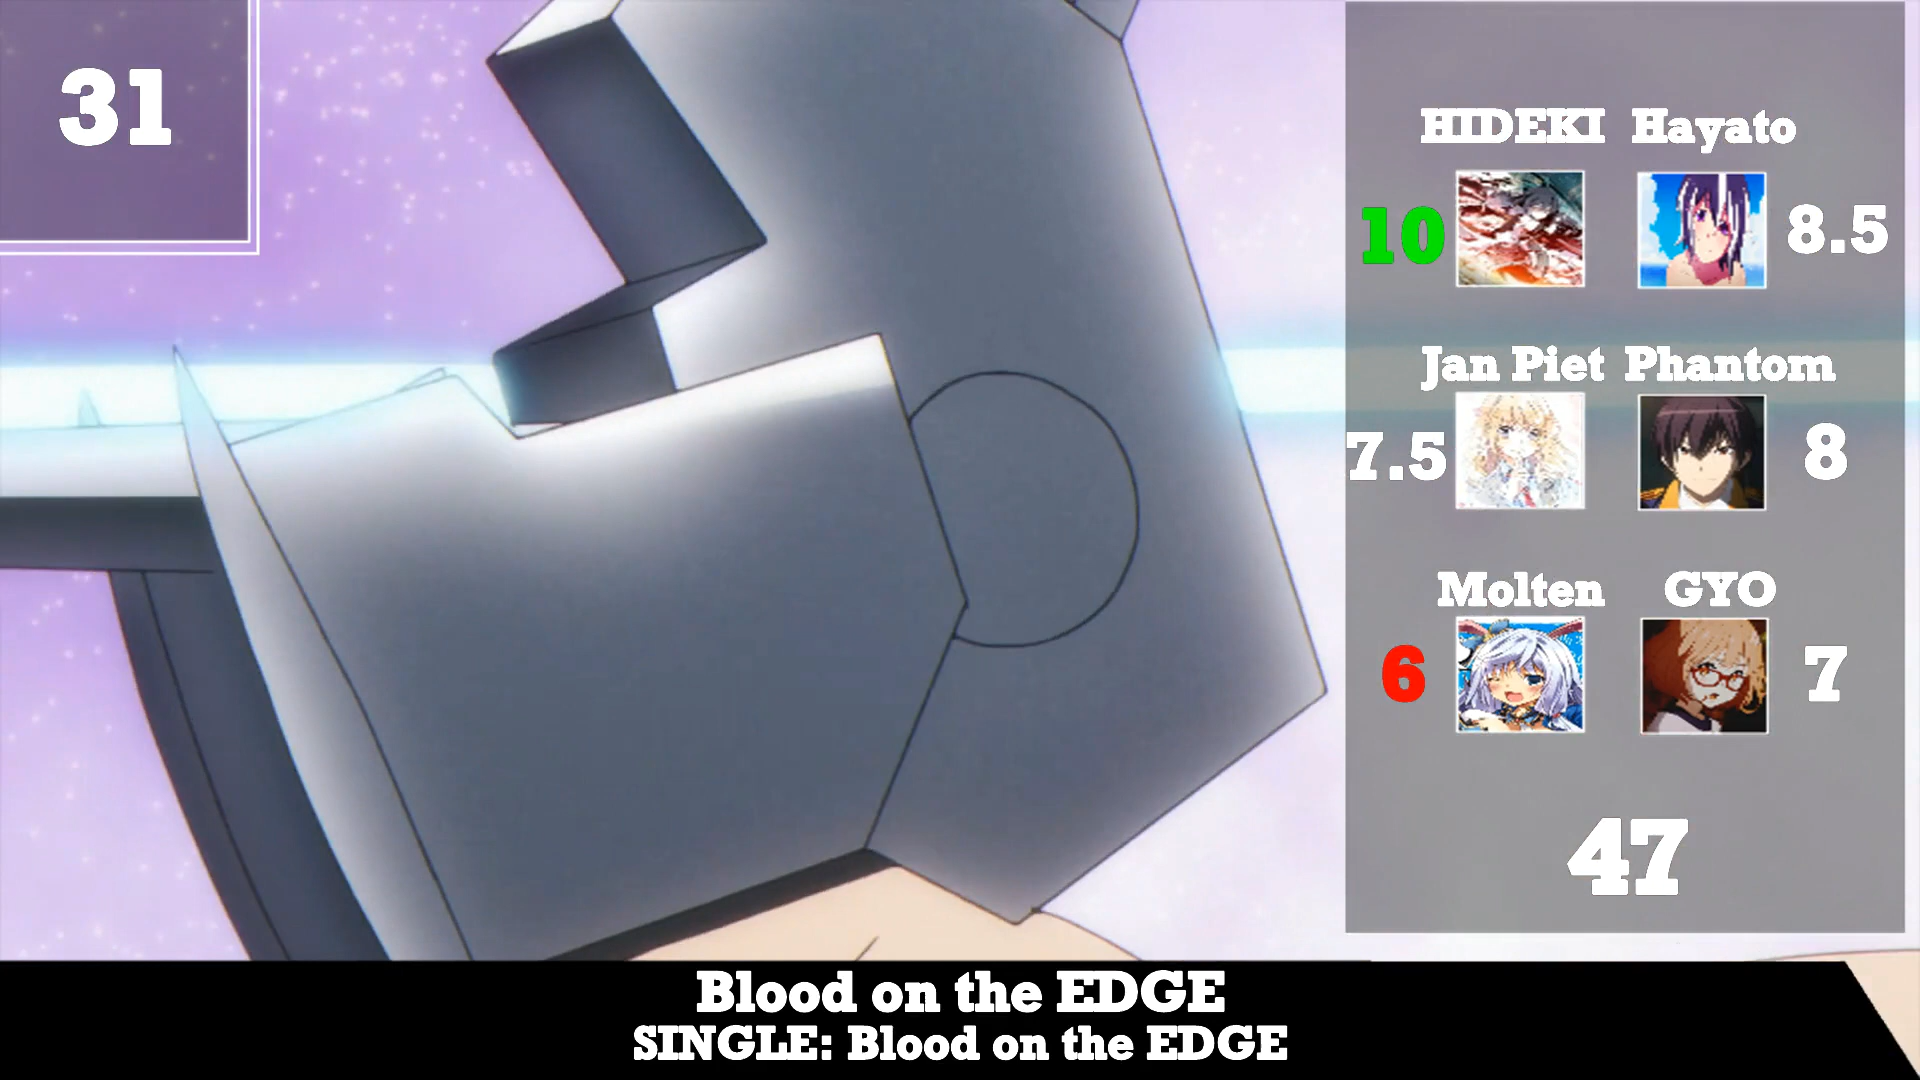 31
HIDEKI Hayato
10 8.5
Jan Piet Phantom
7.5 8
Molten GYO
6 7
47
Blood on the EDGE
SINGLE: Blood on the EDGE